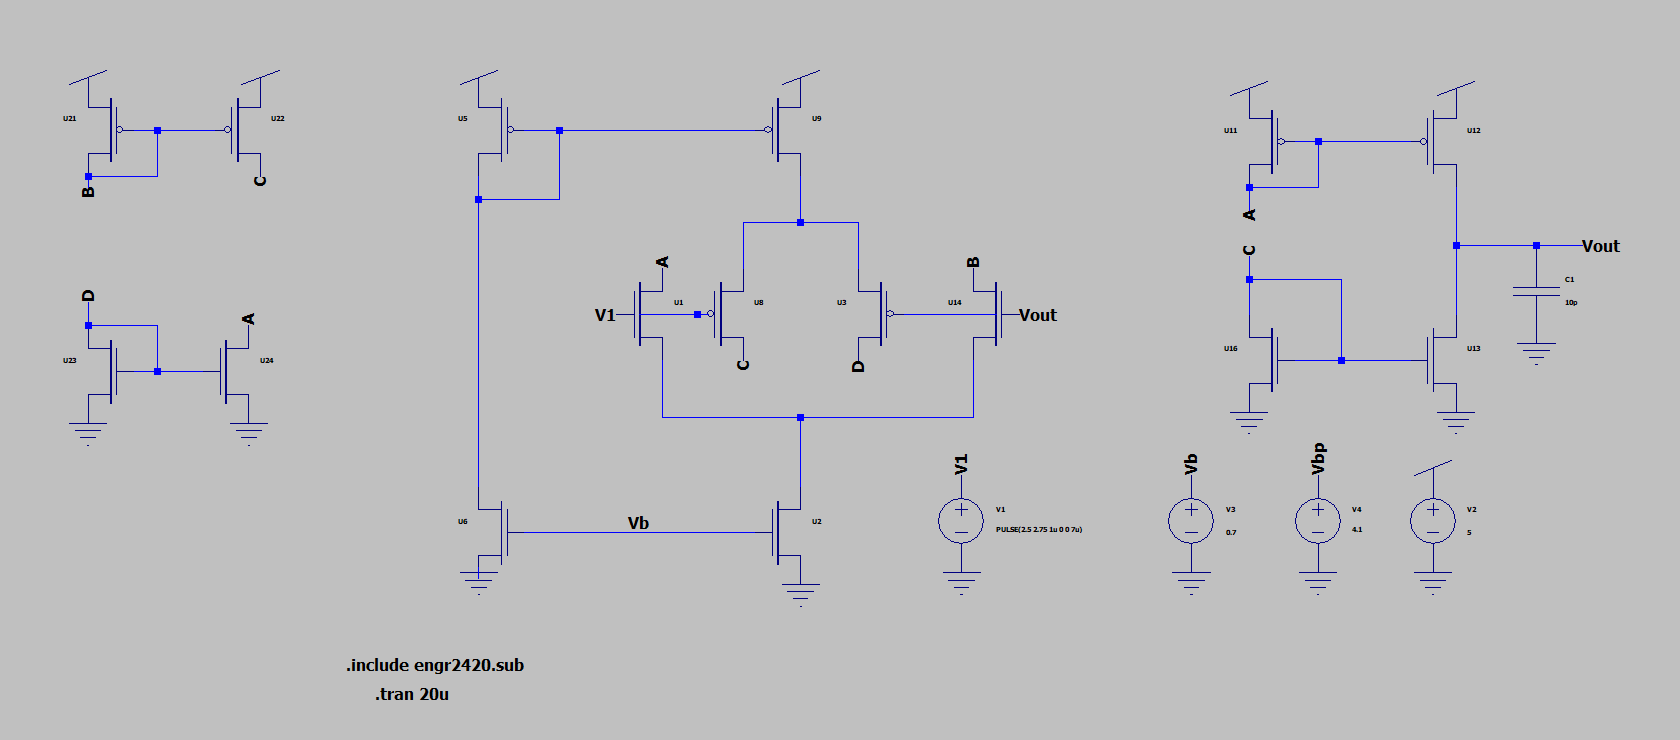 U21
U22
B
C
D
U23
A
U24
U5
U9
A
B
V1
U1
U8
U3
U14
Vout
C
D
U6
Vb
U2
V1
V1
PULSE(2.5 2.75 1u 0 0 7u)
U11
U12
A
C
Vout
C1
10p
U16
U13
Vb
V3
0.7
Vbp
V4
4.1
V2
5
.include engr2420.sub
.tran 20u